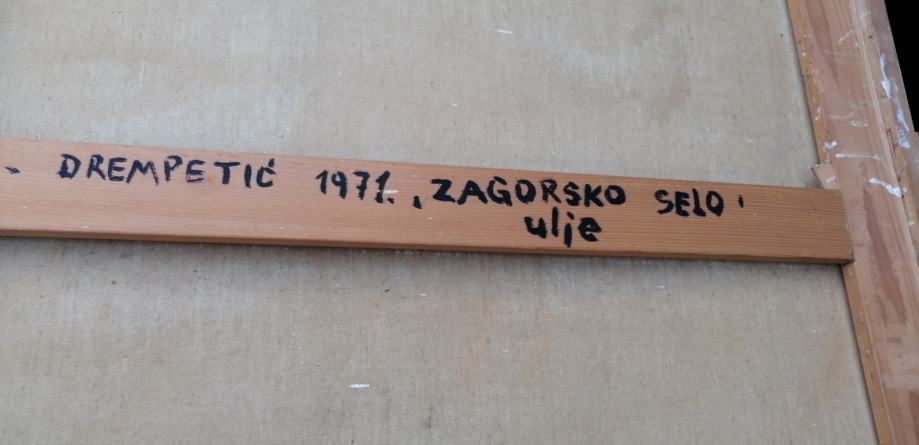 - DREMPETIĆ 1971. , ZAGORSKO SELO '
ulje